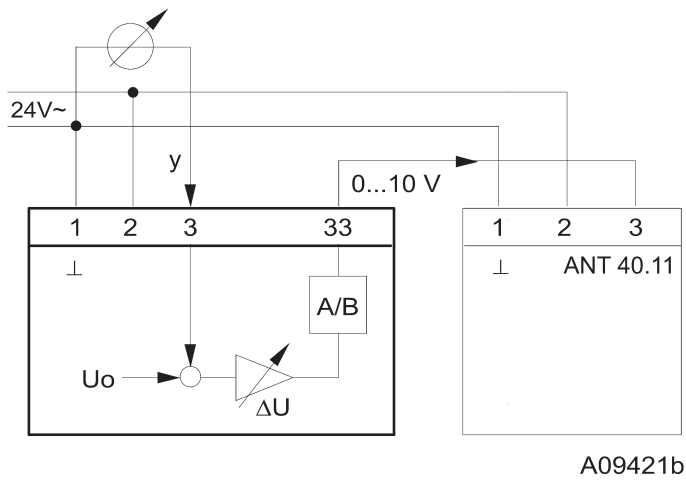 24V~
y
0...10 V
1 2 3 33
1 2 3
⊥
⊥ ANT 40.11
A/B
Uo
ΔU
A09421b